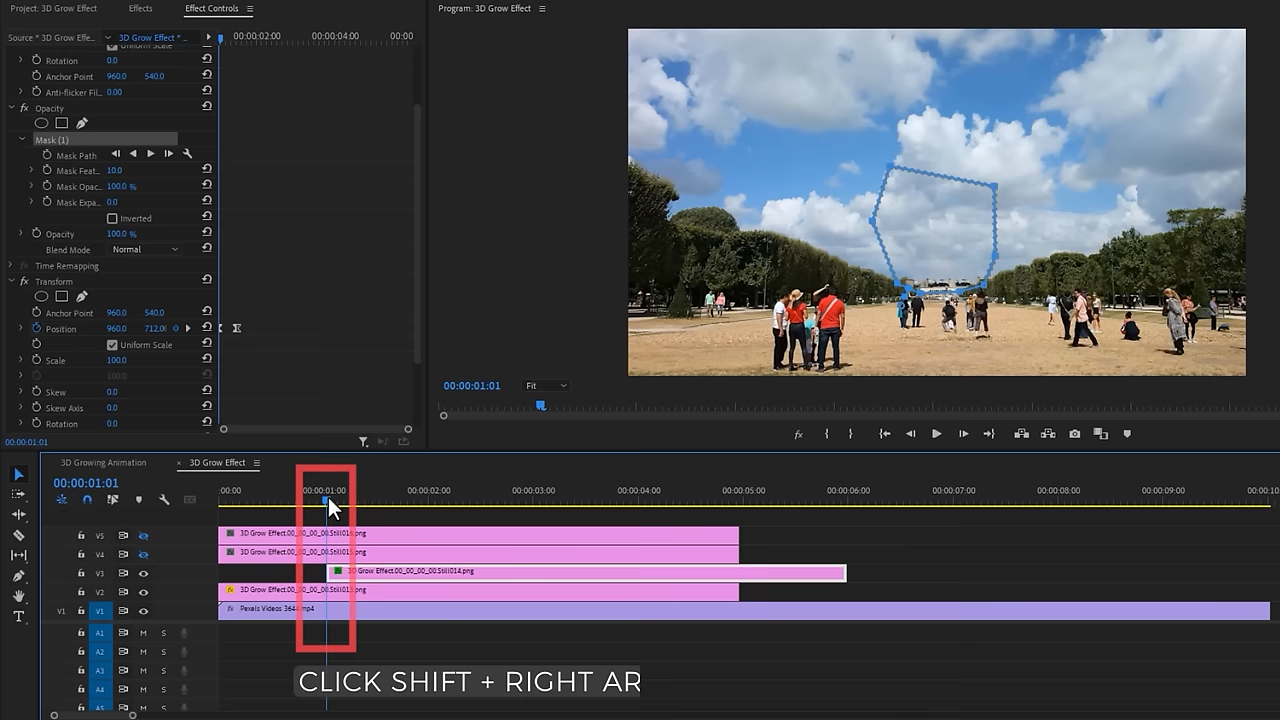 Project: 3D Grow Effect
Effects
Effect Controls
Program: 3D Grow Effect
Source * 3D Grow Effe...
3D Grow Effect * ...
00:00:02:00
00:00:04:00
00:00
Uniform Scale
Rotation
0.0
Anchor Point
960.0
540.0
Anti-flicker Fil...
0.00
fx
Opacity
Mask (1)
Mask Path
Mask Feat...
10.0
Mask Opac...
100.0 %
Mask Expa...
0.0
Inverted
Opacity
100.0 %
Blend Mode
Normal
Time Remapping
fx
Transform
Anchor Point
960.0
540.0
Position
960.0
712.0
Uniform Scale
Scale
100.0
100.0
Skew
0.0
Skew Axis
0.0
Rotation
0.0
00:00:01:01
00:00:01:01
Fit
fx
3D Growing Animation
× 3D Grow Effect
00:00:01:01
:00:00
00:00:01:00
00:00:02:00
00:00:03:00
00:00:04:00
00:00:05:00
00:00:06:00
00:00:07:00
00:00:08:00
00:00:09:00
00:00:10
V5
3D Grow Effect.00_00_00_00.Still016.png
V4
3D Grow Effect.00_00_00_00.Still015.png
V3
3D Grow Effect.00_00_00_00.Still014.png
V2
3D Grow Effect.00_00_00_00.Still013.png
V1
V1
Pexels Videos 3644.mp4
A1
M
S
A2
M
S
A3
M
S
A4
M
S
A5
M
S
T
CLICK SHIFT + RIGHT AR